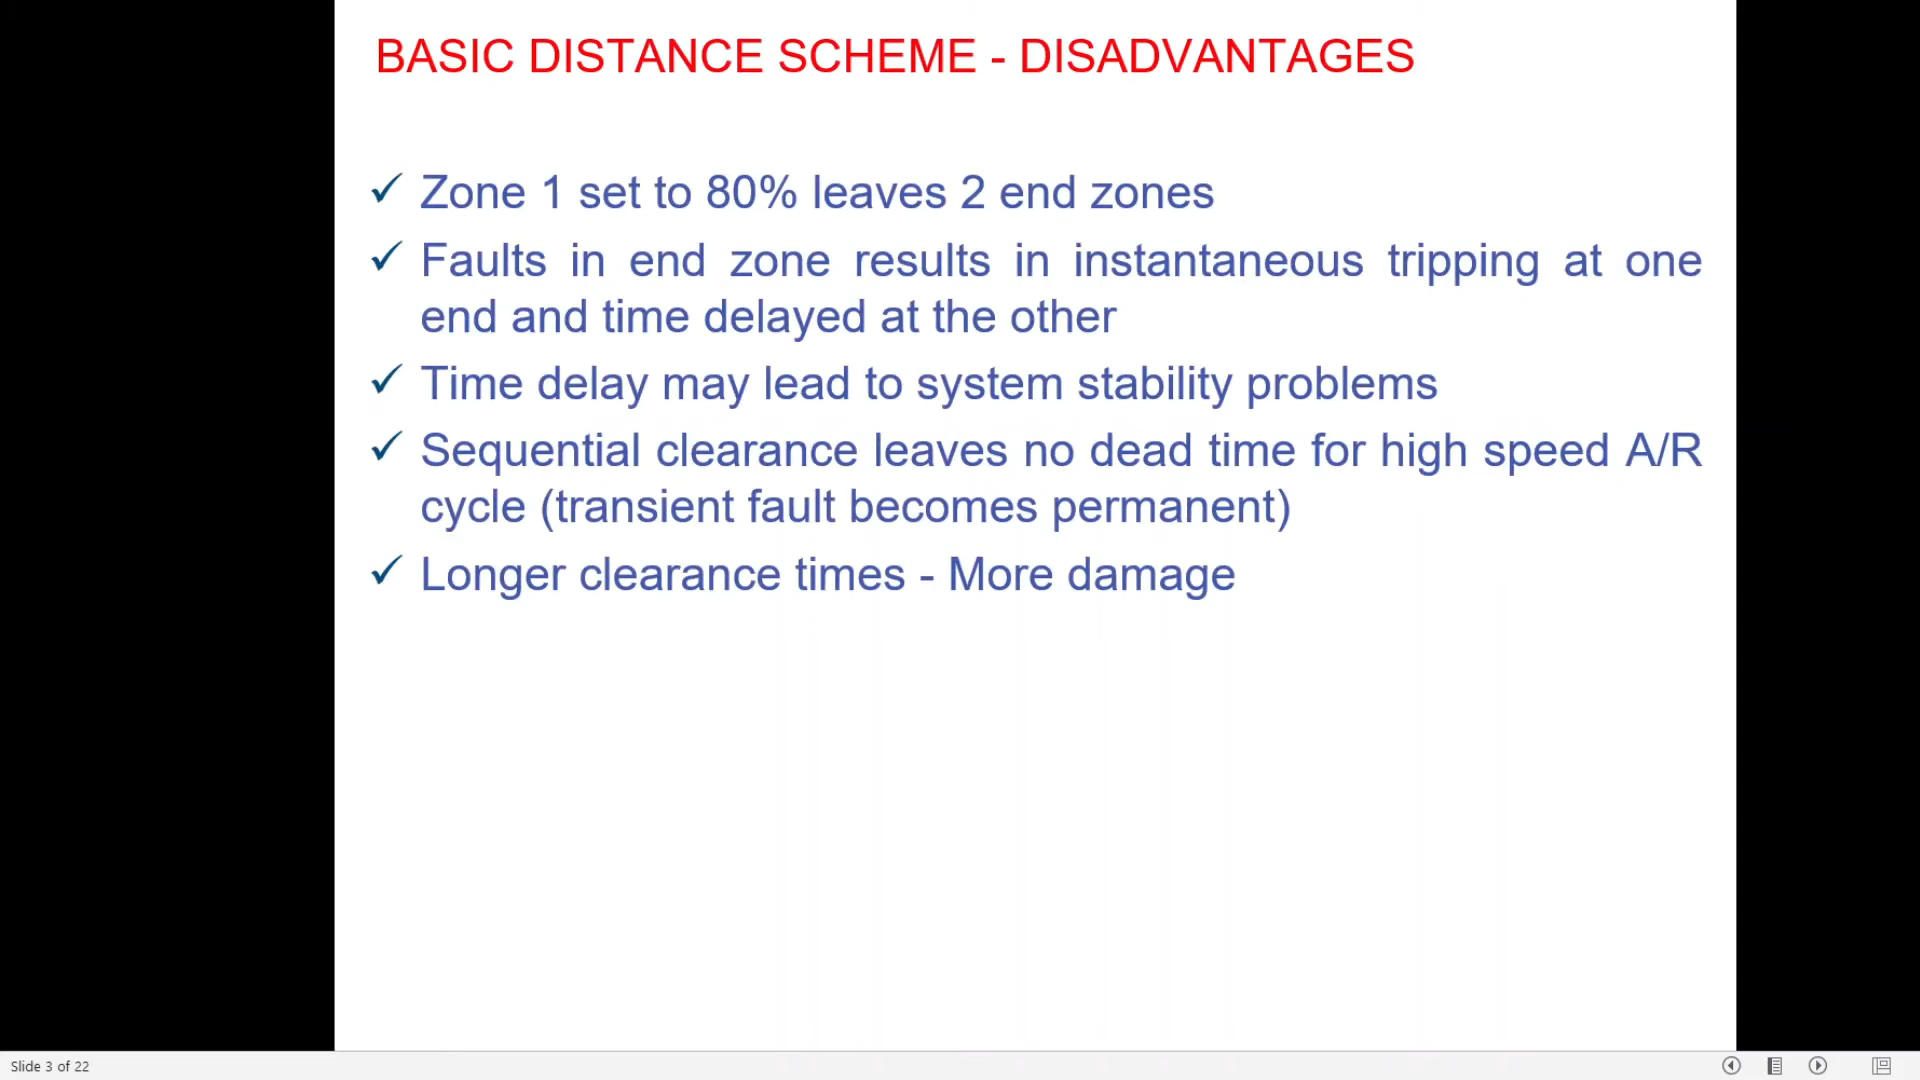 BASIC DISTANCE SCHEME - DISADVANTAGES
Zone 1 set to 80% leaves 2 end zones
Faults in end zone results in instantaneous tripping at one
end and time delayed at the other
Time delay may lead to system stability problems
Sequential clearance leaves no dead time for high speed A/R
cycle (transient fault becomes permanent)
Longer clearance times - More damage
Slide 3 of 22